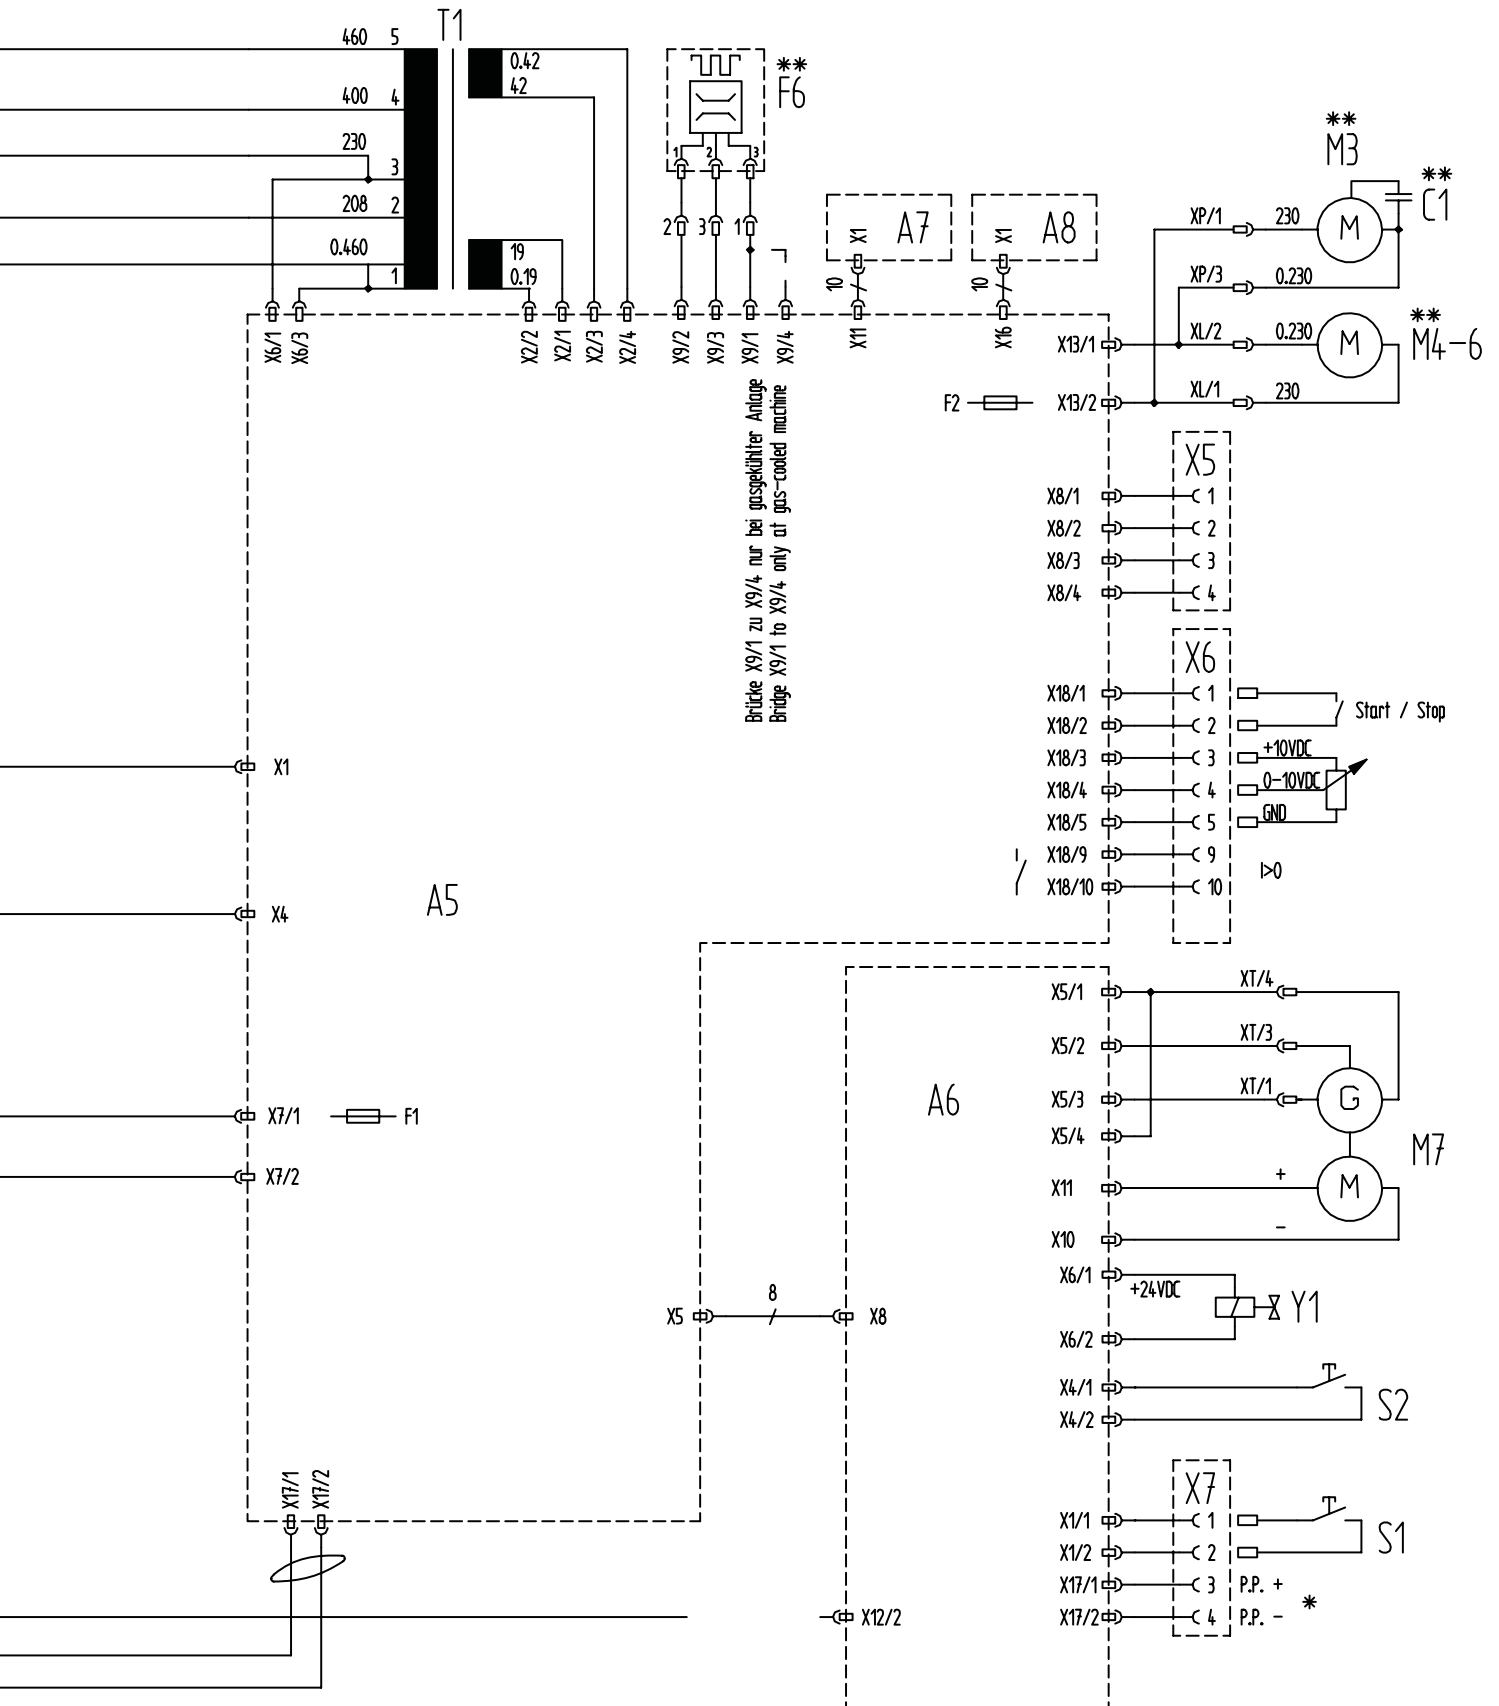 T1
460 5
0.42
42
400 4
230
3
208 2
0.460
1
19
0.19
**
F6
1 2 3
2 3 1
A7
X1
10
A8
X1
10
**
M3
**
C1
XP/1 230
M
XP/3 0.230
**
M4-6
XL/2 0.230
M
XL/1 230
X6/1
X6/3
X2/2
X2/1
X2/3
X2/4
X9/2
X9/3
X9/1
X9/4
X11
X16
X13/1
F2
X13/2
Brücke X9/1 zu X9/4 nur bei gasgekühlter Anlage
Bridge X9/1 to X9/4 only at gas-cooled machine
X5
X8/1 1
X8/2 2
X8/3 3
X8/4 4
X6
X18/1 1
Start / Stop
X18/2 2
X18/3 3 +10VDC
X18/4 4 0-10VDC
X18/5 5 GND
X18/9 9
I>0
X18/10 10
X1
X4
A5
X7/1 F1
X7/2
A6
X5/1 XT/4
X5/2 XT/3
X5/3 XT/1 G
X5/4
M7
X11 + M
X10 -
X6/1
+24VDC
Y1
X6/2
X5 8 X8
X4/1
S2
X4/2
X17/1
X17/2
X7
X1/1 1
S1
X1/2 2
X17/1 3 P.P. +
*
X17/2 4 P.P. -
X12/2